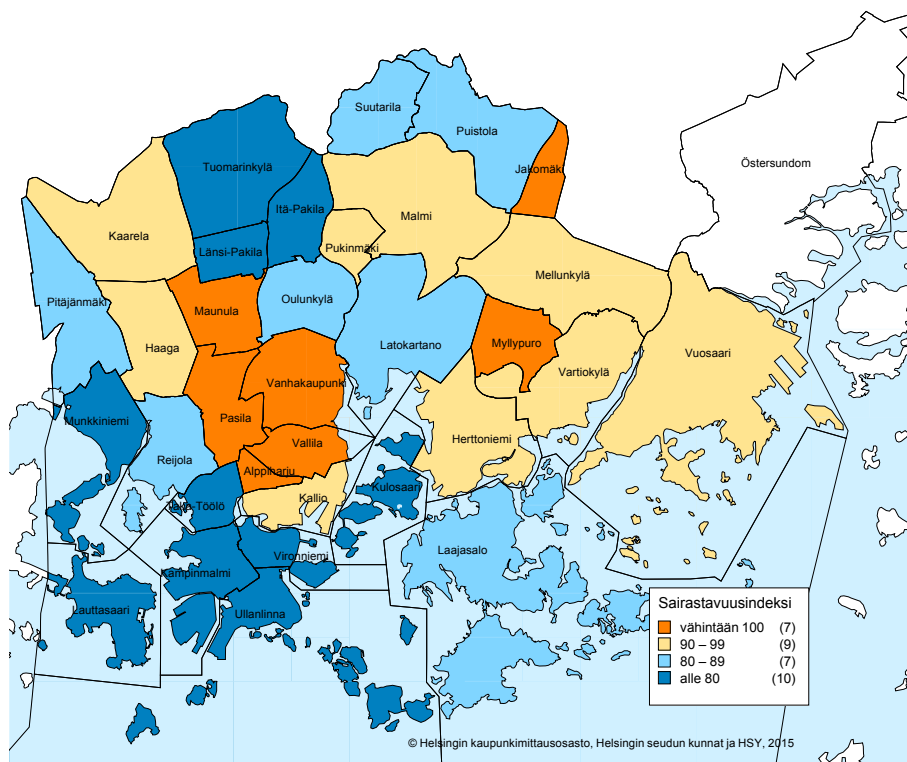 Suutarila
Puistola
Tuomarinkylä
Östersundom
Jakomäki
Itä-Pakila
Malmi
Kaarela
Länsi-Pakila
Pukinmäki
Mellunkylä
Pitäjänmäki
Maunula
Oulunkylä
Latokartano
Myllypuro
Vuosaari
Haaga
Vanhakaupunki
Vartiokylä
Munkkiniemi
Pasila
Vallila
Herttoniemi
Reijola
Alppiharju
Kulosaari
Kallio
Taka-Töölö
Vironniemi
Laajasalo
Kampinmalmi
Lauttasaari
Ullanlinna
Sairastavuusindeksi
vähintään 100 (7)
90 – 99 (9)
80 – 89 (7)
alle 80 (10)
© Helsingin kaupunkimittausosasto, Helsingin seudun kunnat ja HSY, 2015